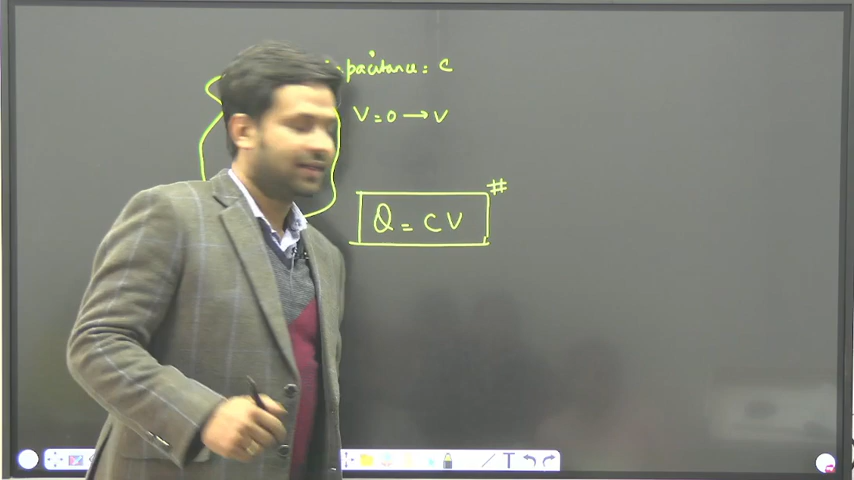 pacitance = C
V = 0 → V
#
Q = CV
T